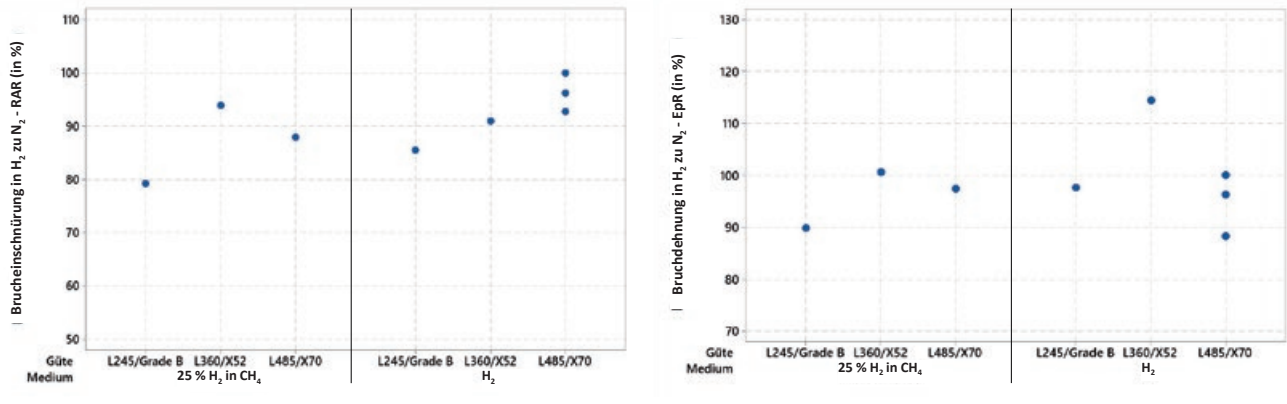 Brucheinschnürung in H₂ zu N₂ - RAR (in %)
110
100
90
80
70
60
50
Güte L245/Grade B L360/X52 L485/X70 L245/Grade B L360/X52 L485/X70
Medium 25 % H₂ in CH₄ H₂
Bruchdehnung in H₂ zu N₂ - EpR (in %)
130
120
110
100
90
80
70
Güte L245/Grade B L360/X52 L485/X70 L245/Grade B L360/X52 L485/X70
Medium 25 % H₂ in CH₄ H₂